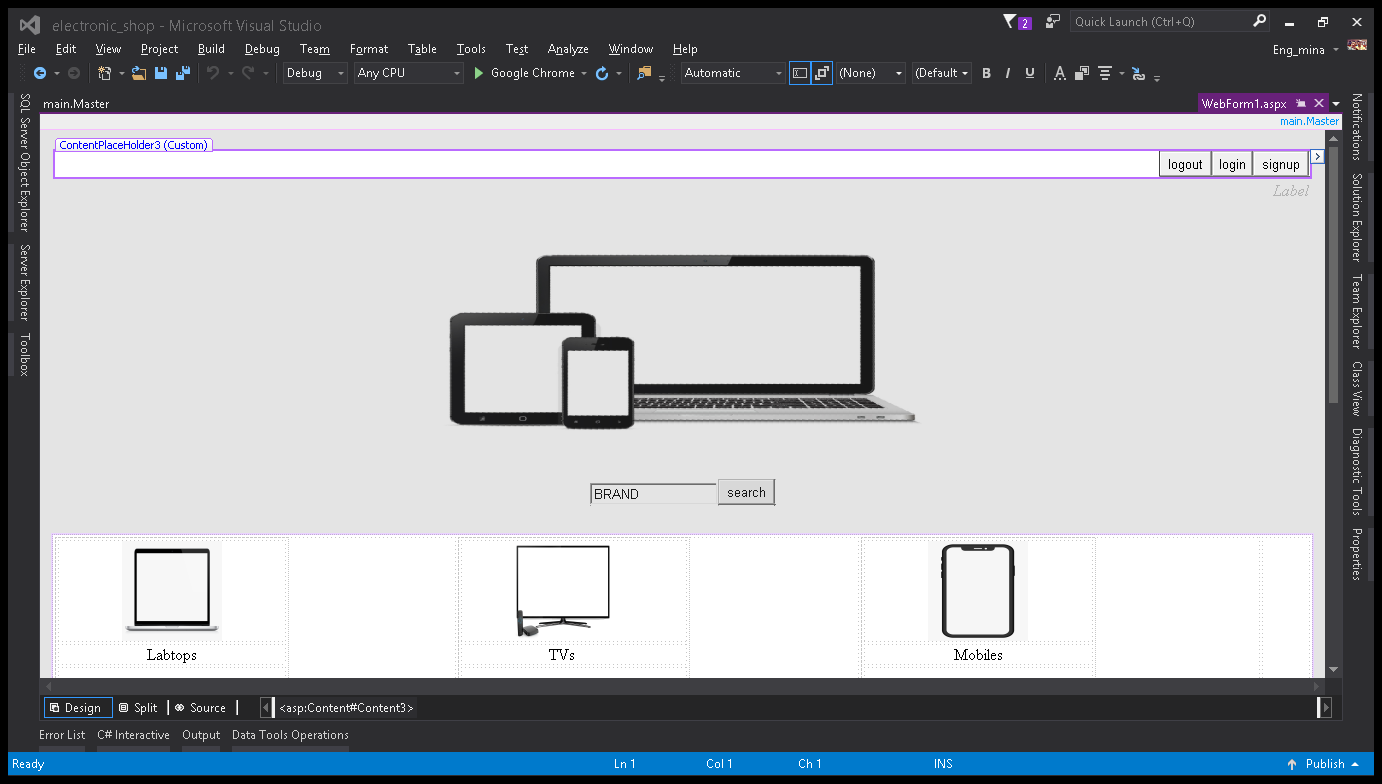 electronic_shop - Microsoft Visual Studio
2
Quick Launch (Ctrl+Q)
File Edit View Project Build Debug Team Format Table Tools Test Analyze Window Help
Eng_mina
Debug Any CPU Google Chrome Automatic (None) (Default B I U A
main.Master
WebForm1.aspx
main.Master
SQL Server Object Explorer
Server Explorer
Toolbox
ContentPlaceHolder3 (Custom)
logout login signup
Label
BRAND search
Labtops TVs Mobiles
Notifications
Solution Explorer
Team Explorer
Class View
Diagnostic Tools
Properties
Design Split Source <asp:Content#Content3>
Error List C# Interactive Output Data Tools Operations
Ready Ln 1 Col 1 Ch 1 INS Publish